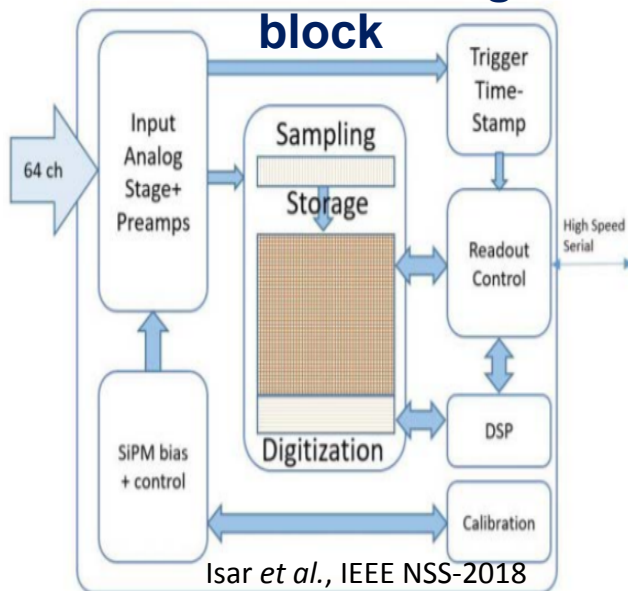 block
64 ch
Input
Analog
Stage+
Preamps
Sampling
Storage
Digitization
Trigger
Time-
Stamp
Readout
Control
High Speed
Serial
DSP
SiPM bias
+ control
Calibration
Isar et al., IEEE NSS-2018